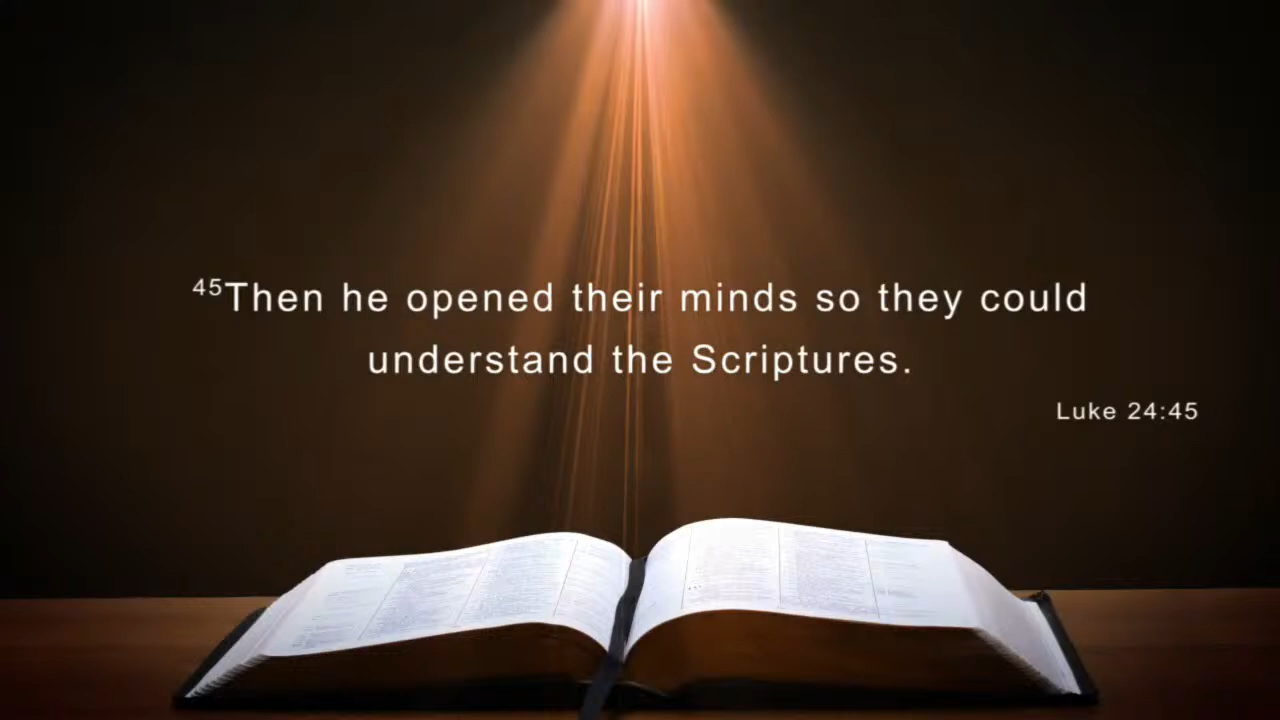 45Then he opened their minds so they could
understand the Scriptures.
Luke 24:45